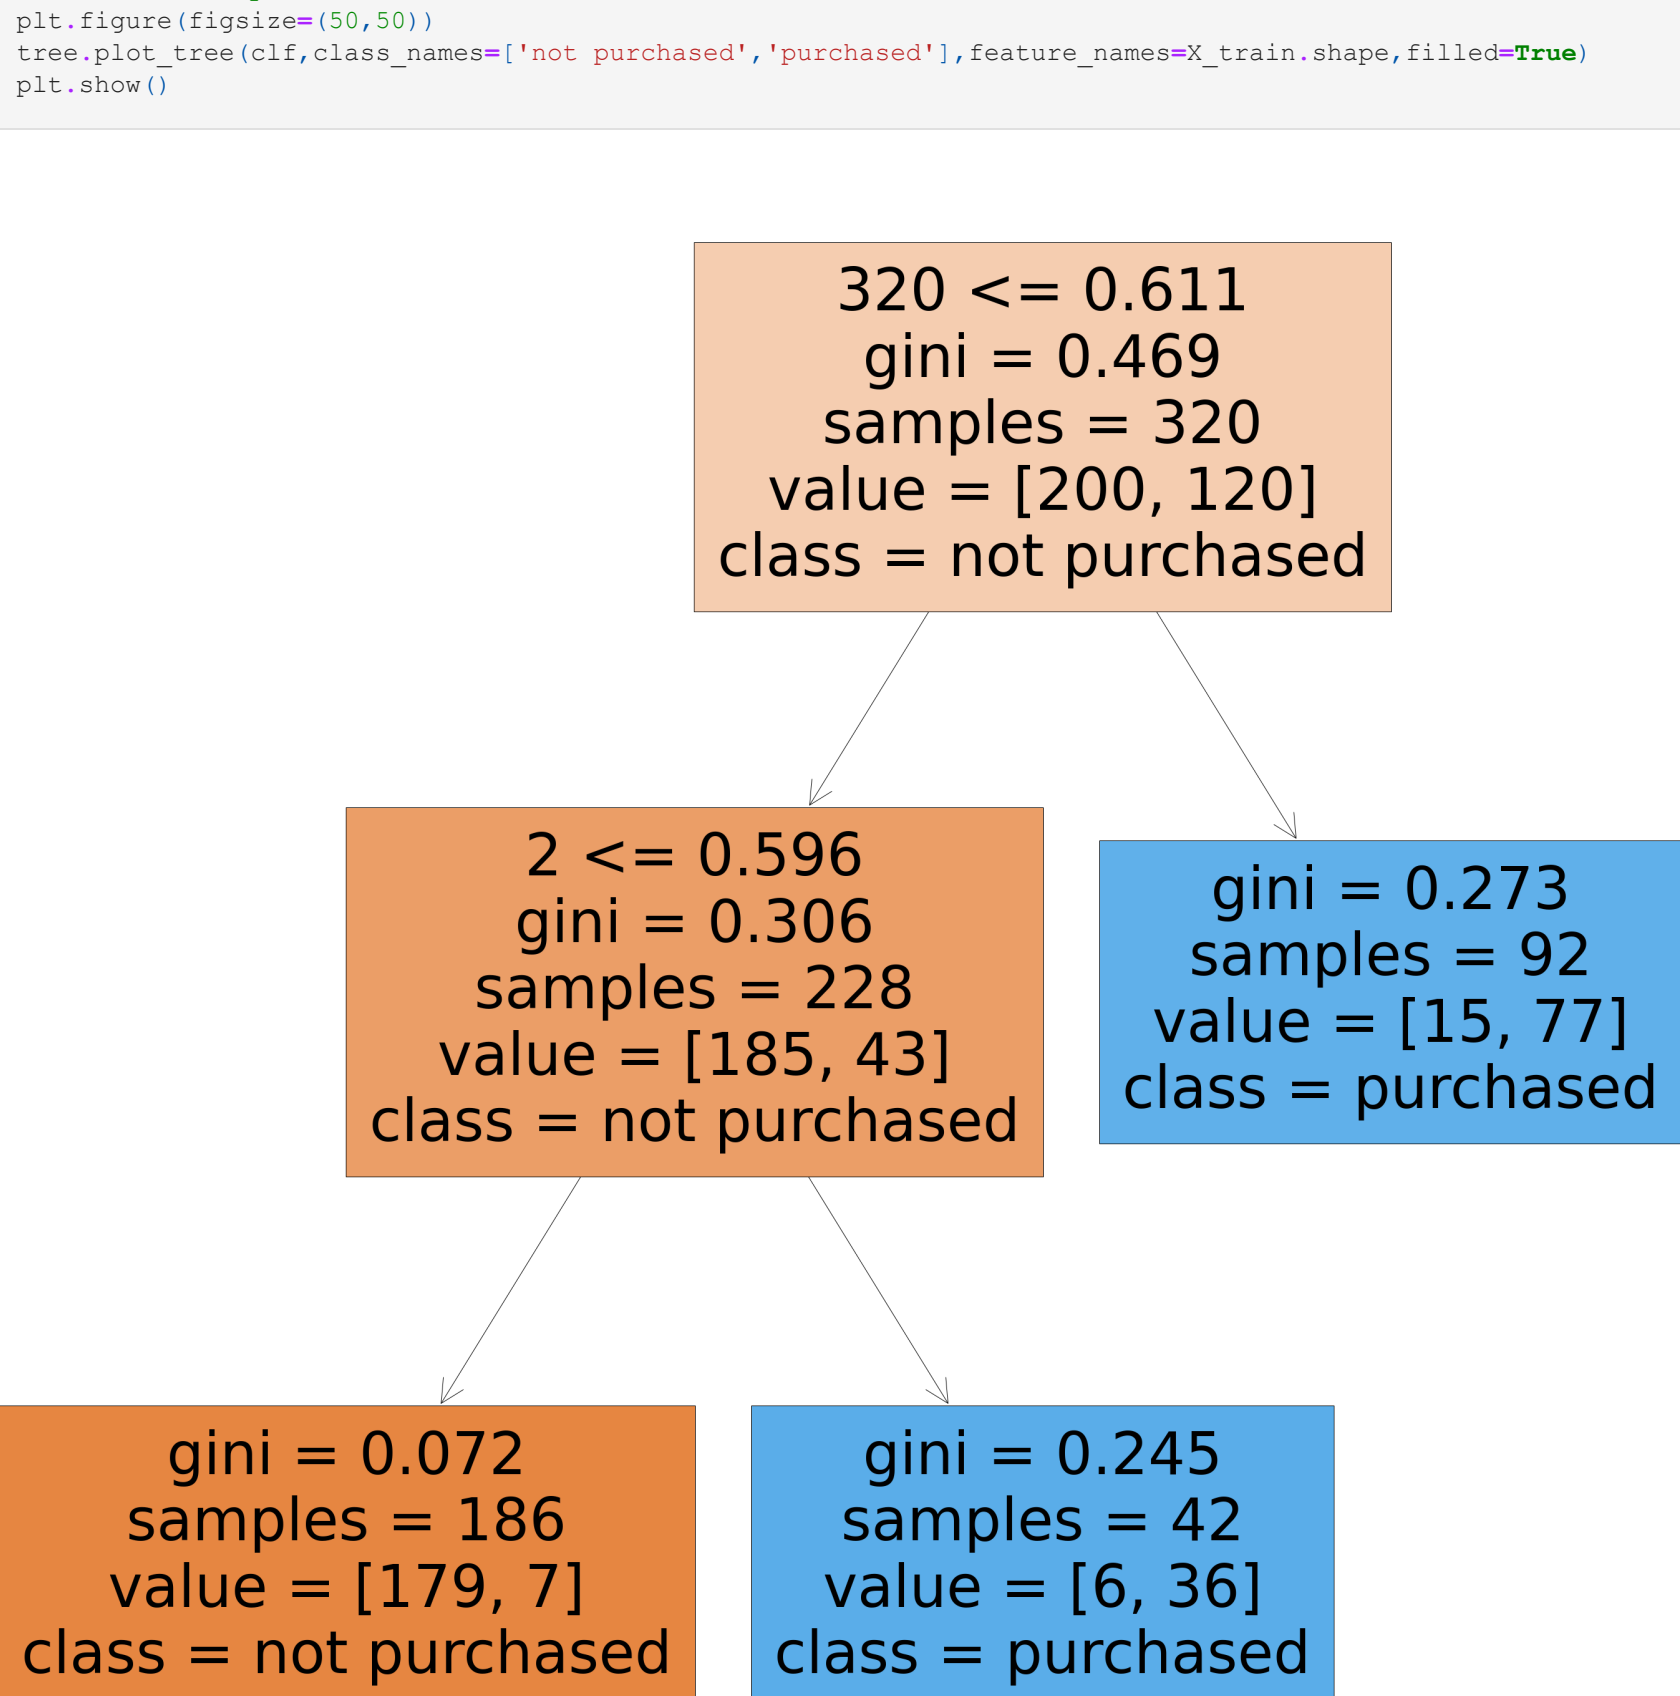 plt.figure(figsize=(50,50))
tree.plot_tree(clf,class_names=['not purchased','purchased'],feature_names=X_train.shape,filled=True)
plt.show()
320 <= 0.611
gini = 0.469
samples = 320
value = [200, 120]
class = not purchased
2 <= 0.596
gini = 0.306
samples = 228
value = [185, 43]
class = not purchased
gini = 0.273
samples = 92
value = [15, 77]
class = purchased
gini = 0.072
samples = 186
value = [179, 7]
class = not purchased
gini = 0.245
samples = 42
value = [6, 36]
class = purchased